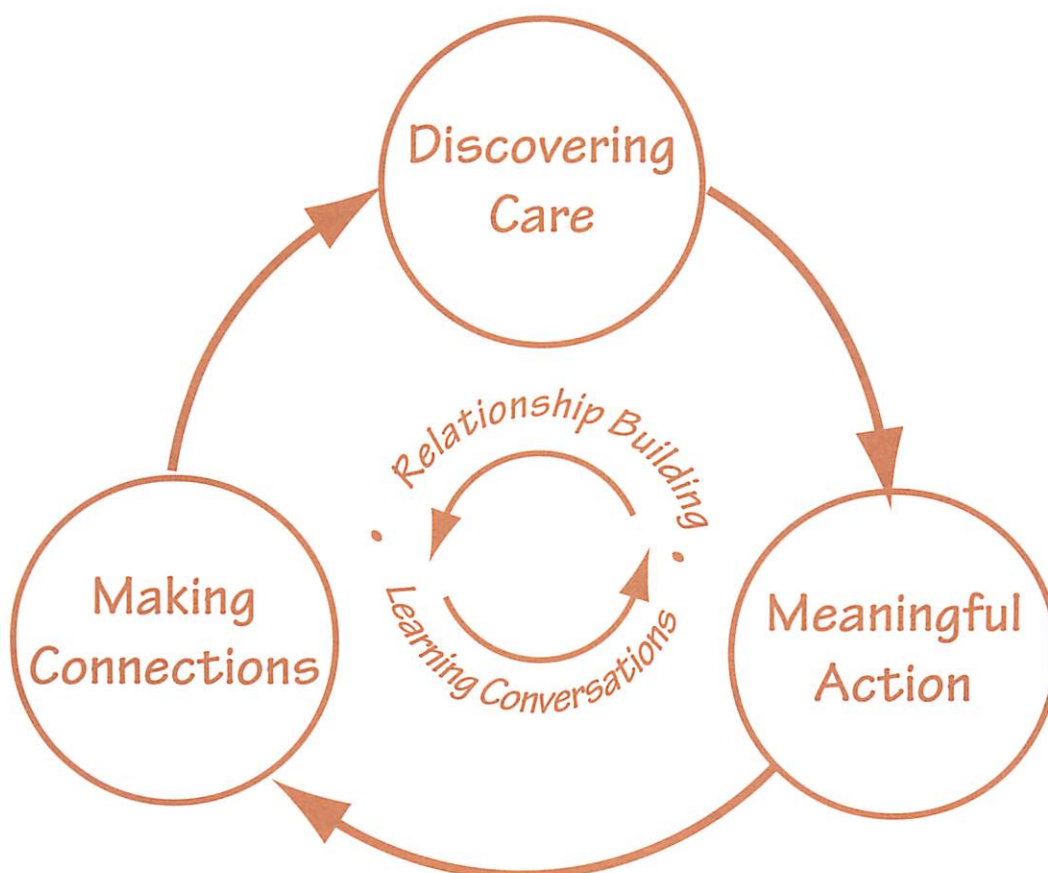 Discovering
Care
Relationship Building
Learning Conversations
Making
Connections
Meaningful
Action